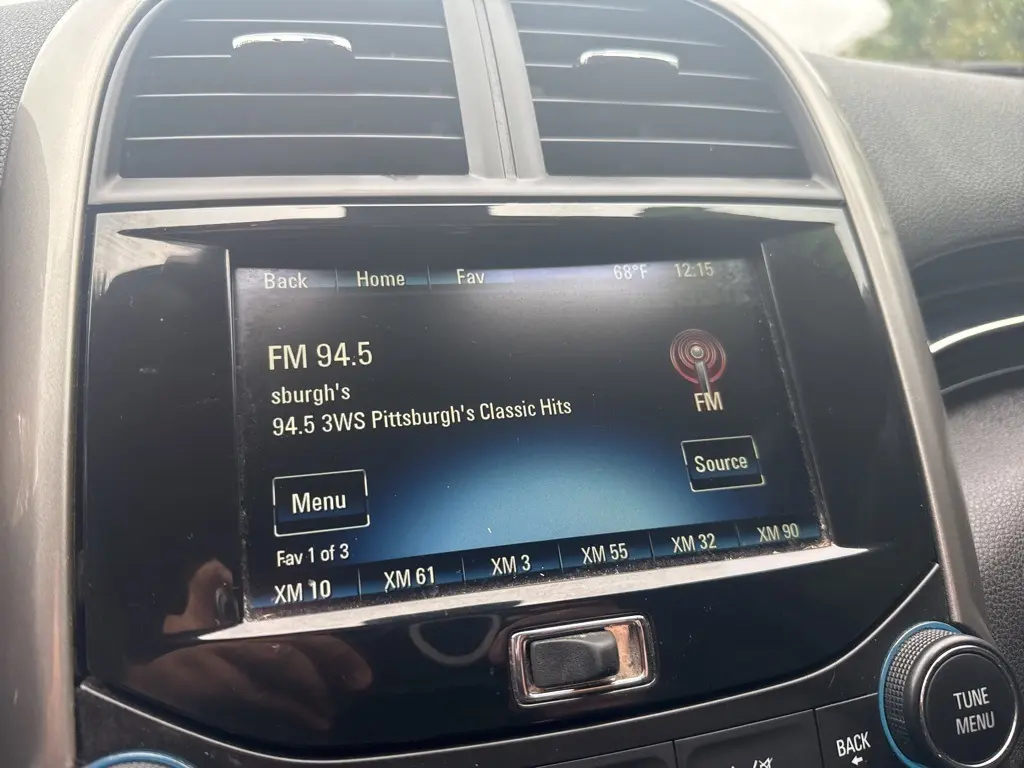 Back Home Fav 68°F 12:15
FM 94.5
sburgh's
94.5 3WS Pittsburgh's Classic Hits
FM
Source
Menu
Fav 1 of 3
XM 10 XM 61 XM 3 XM 55 XM 32 XM 90
TUNE
MENU
BACK